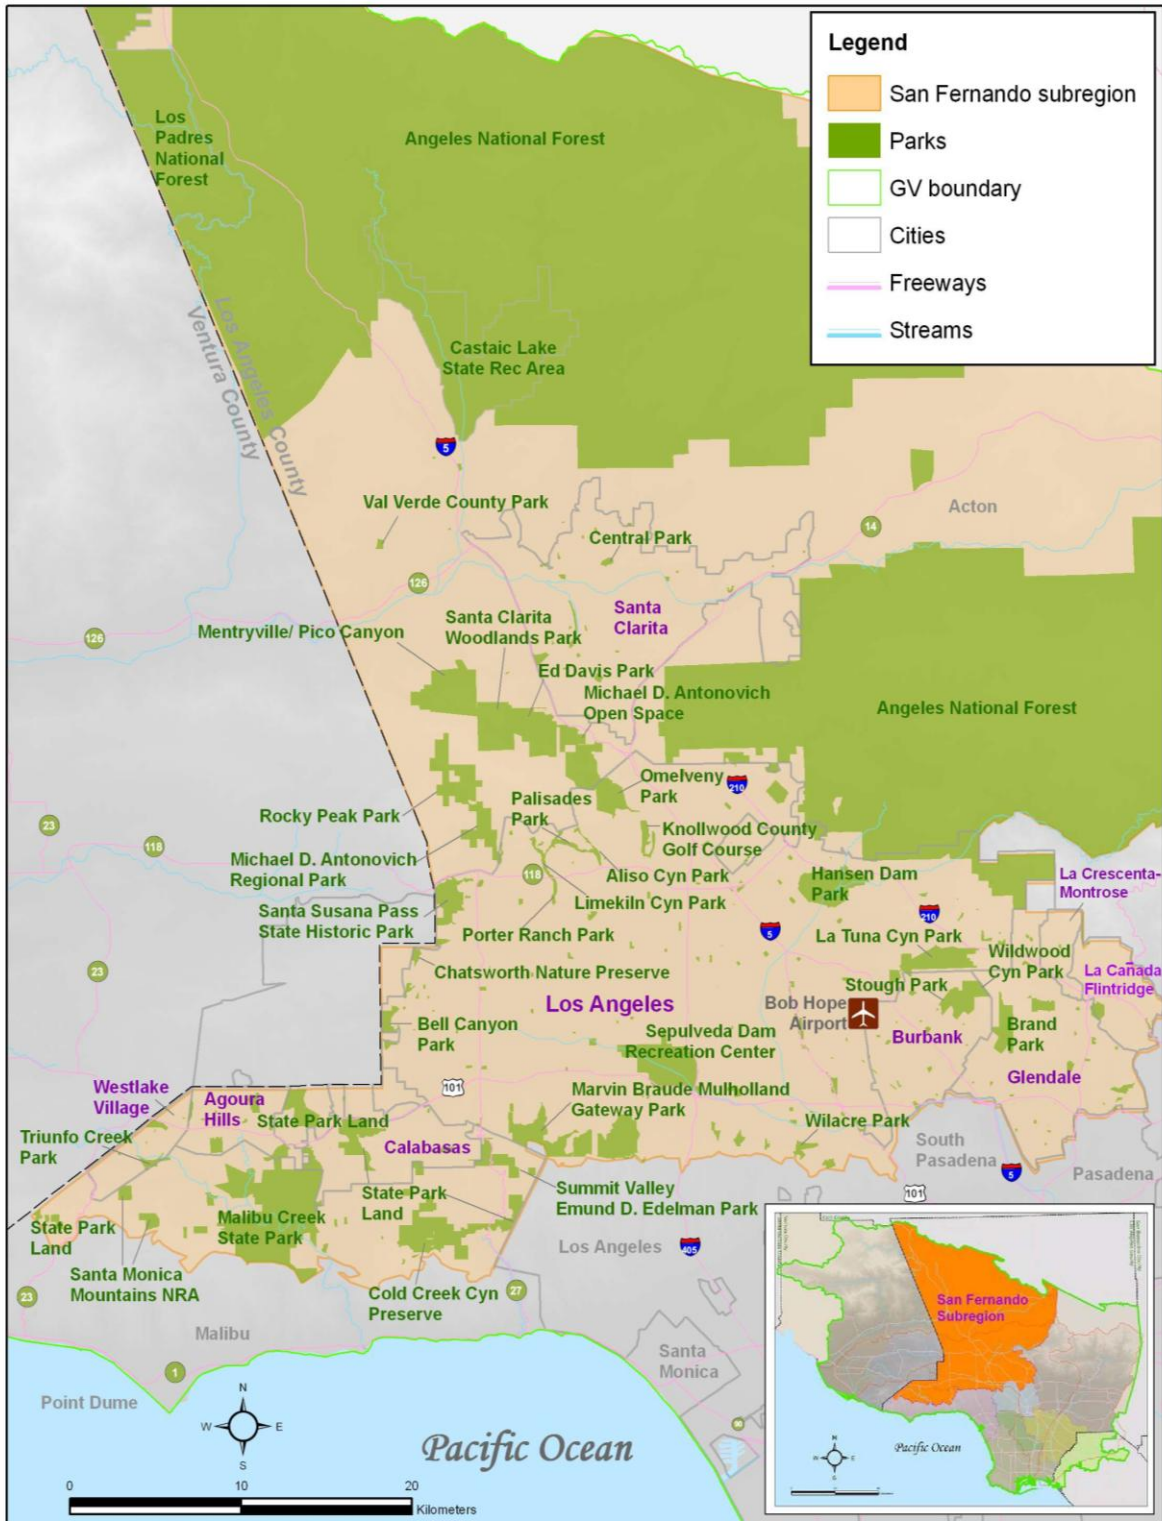 Legend
San Fernando subregion
Parks
GV boundary
Cities
Freeways
Streams
Los
Padres
National
Forest
Angeles National Forest
Los Angeles County
Ventura County
Castaic Lake
State Rec Area
5
Val Verde County Park
Central Park
Acton
14
126
126
Santa Clarita
Woodlands Park
Santa
Clarita
Mentryville/ Pico Canyon
Ed Davis Park
Michael D. Antonovich
Open Space
Angeles National Forest
Omelveny
Park
210
Palisades
Park
Rocky Peak Park
23
118
Knollwood County
Golf Course
Michael D. Antonovich
Regional Park
118
Aliso Cyn Park
Hansen Dam
Park
La Crescenta-
Montrose
Limekiln Cyn Park
Santa Susana Pass
State Historic Park
210
5
Porter Ranch Park
La Tuna Cyn Park
Wildwood
Cyn Park
La Cañada
Flintridge
23
Chatsworth Nature Preserve
Stough Park
Los Angeles
Bob Hope
Airport
Bell Canyon
Park
Sepulveda Dam
Recreation Center
Burbank
Brand
Park
Glendale
Westlake
Village
Agoura
Hills
101
Marvin Braude Mulholland
Gateway Park
State Park Land
Wilacre Park
Triunfo Creek
Park
Calabasas
South
Pasadena
5
Pasadena
State Park
Land
Summit Valley
Emund D. Edelman Park
101
State Park
Land
Malibu Creek
State Park
Los Angeles
405
Santa Monica
Mountains NRA
Cold Creek Cyn
Preserve
27
23
Malibu
1
Santa
Monica
Point Dume
90
N
W
E
S
Pacific Ocean
0
10
20
Kilometers
San Fernando
Subregion
Pacific Ocean
N